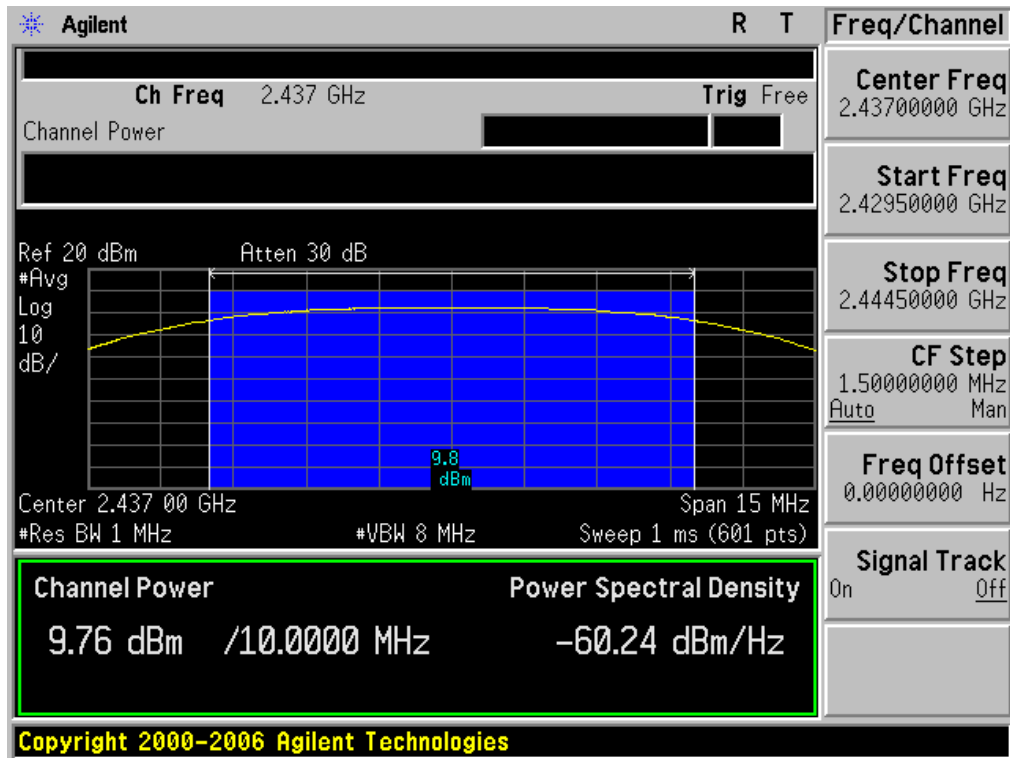 Agilent R T Freq/Channel
Ch Freq 2.437 GHz Trig Free
Channel Power
Center Freq
2.43700000 GHz
Start Freq
2.42950000 GHz
Stop Freq
2.44450000 GHz
CF Step
1.50000000 MHz
Auto Man
Freq Offset
0.00000000 Hz
Signal Track
On Off
Ref 20 dBm Atten 30 dB
#Avg
Log
10
dB/
9.8
dBm
Center 2.437 00 GHz Span 15 MHz
#Res BW 1 MHz #VBW 8 MHz Sweep 1 ms (601 pts)
Channel Power Power Spectral Density
9.76 dBm /10.0000 MHz -60.24 dBm/Hz
Copyright 2000-2006 Agilent Technologies